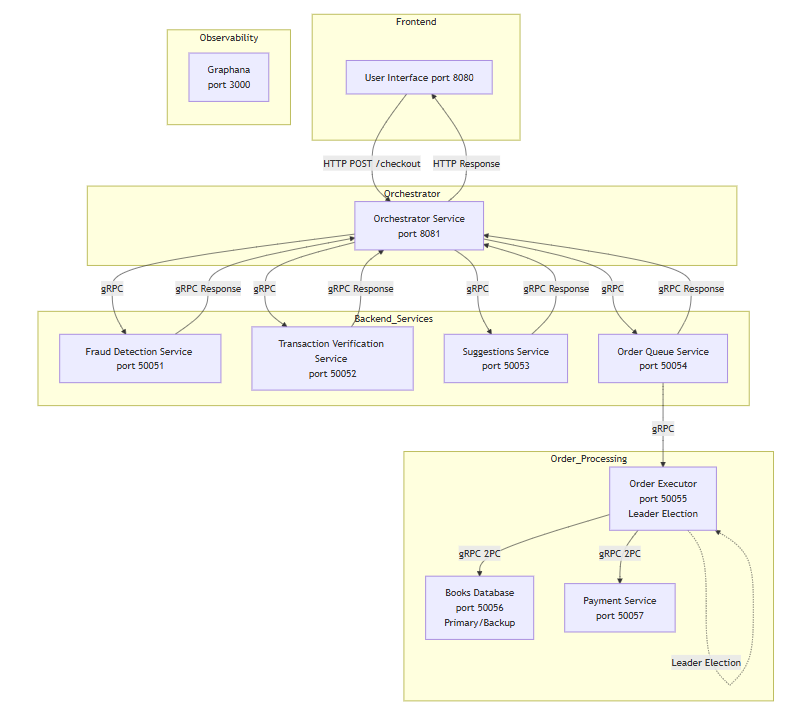 Frontend
Observability
Graphana
port 3000
User Interface port 8080
HTTP POST /checkout
HTTP Response
Orchestrator
Orchestrator Service
port 8081
gRPC
gRPC Response
gRPC
gRPC Response
gRPC
gRPC Response
gRPC
gRPC Response
Backend_Services
Fraud Detection Service
port 50051
Transaction Verification
Service
port 50052
Suggestions Service
port 50053
Order Queue Service
port 50054
gRPC
Order_Processing
Order Executor
port 50055
Leader Election
gRPC 2PC
gRPC 2PC
Books Database
port 50056
Primary/Backup
Payment Service
port 50057
Leader Election